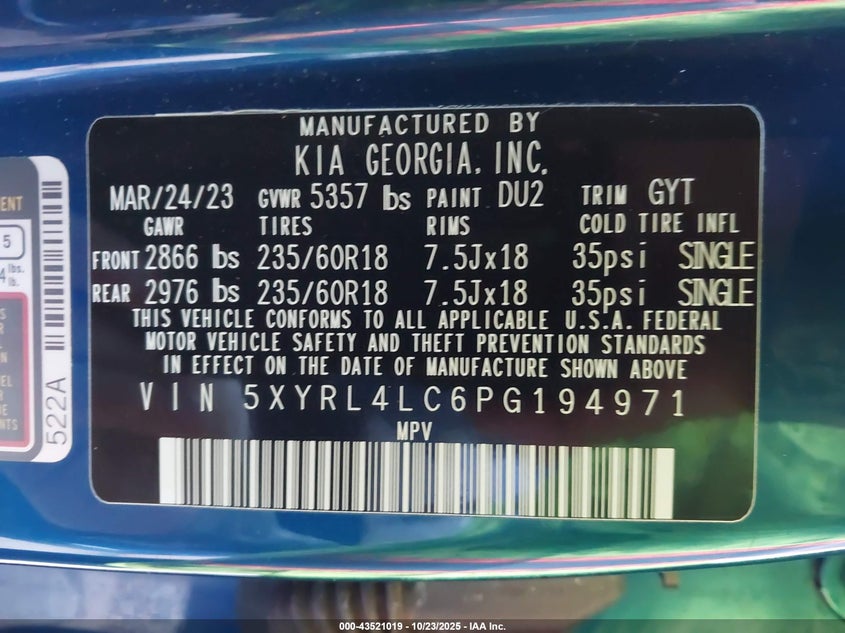 MANUFACTURED BY
KIA GEORGIA, INC.
MAR/24/23 GVWR 5357 lbs PAINT DU2 TRIM GYT
GAWR TIRES RIMS COLD TIRE INFL
FRONT 2866 lbs 235/60R18 7.5Jx18 35psi SINGLE
REAR 2976 lbs 235/60R18 7.5Jx18 35psi SINGLE
THIS VEHICLE CONFORMS TO ALL APPLICABLE U.S.A. FEDERAL
MOTOR VEHICLE SAFETY AND THEFT PREVENTION STANDARDS
IN EFFECT ON THE DATE OF MANUFACTURE SHOWN ABOVE
VIN 5XYRL4LC6PG194971
MPV
5
lbs.
lb.
522A
000-43521019 - 10/23/2025 - IAA Inc.